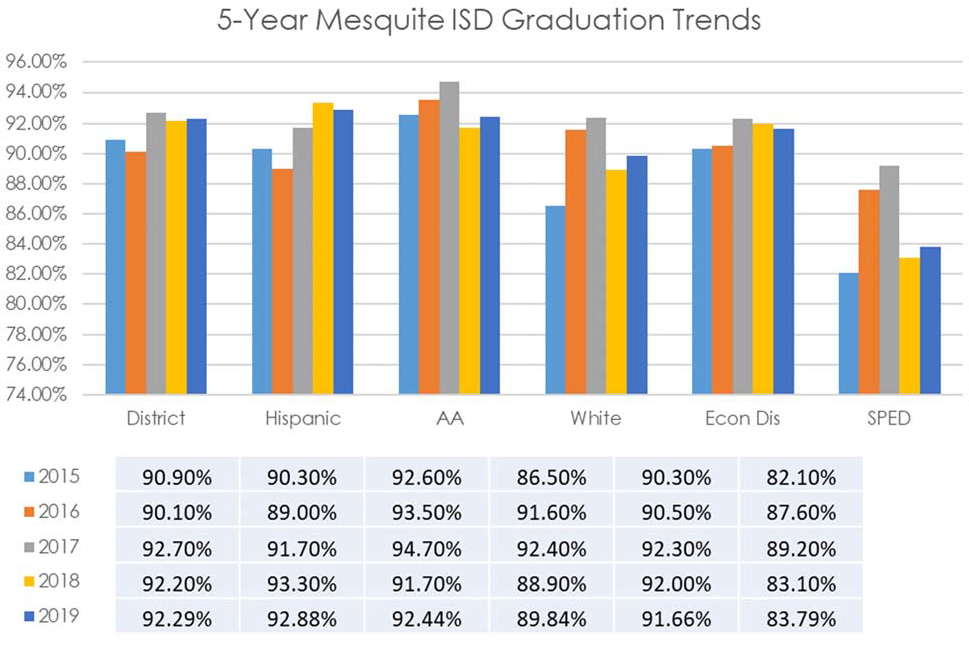 5-Year Mesquite ISD Graduation Trends
96.00%
94.00%
92.00%
90.00%
88.00%
86.00%
84.00%
82.00%
80.00%
78.00%
76.00%
74.00%
District Hispanic AA White Econ Dis SPED
2015 90.90% 90.30% 92.60% 86.50% 90.30% 82.10%
2016 90.10% 89.00% 93.50% 91.60% 90.50% 87.60%
2017 92.70% 91.70% 94.70% 92.40% 92.30% 89.20%
2018 92.20% 93.30% 91.70% 88.90% 92.00% 83.10%
2019 92.29% 92.88% 92.44% 89.84% 91.66% 83.79%